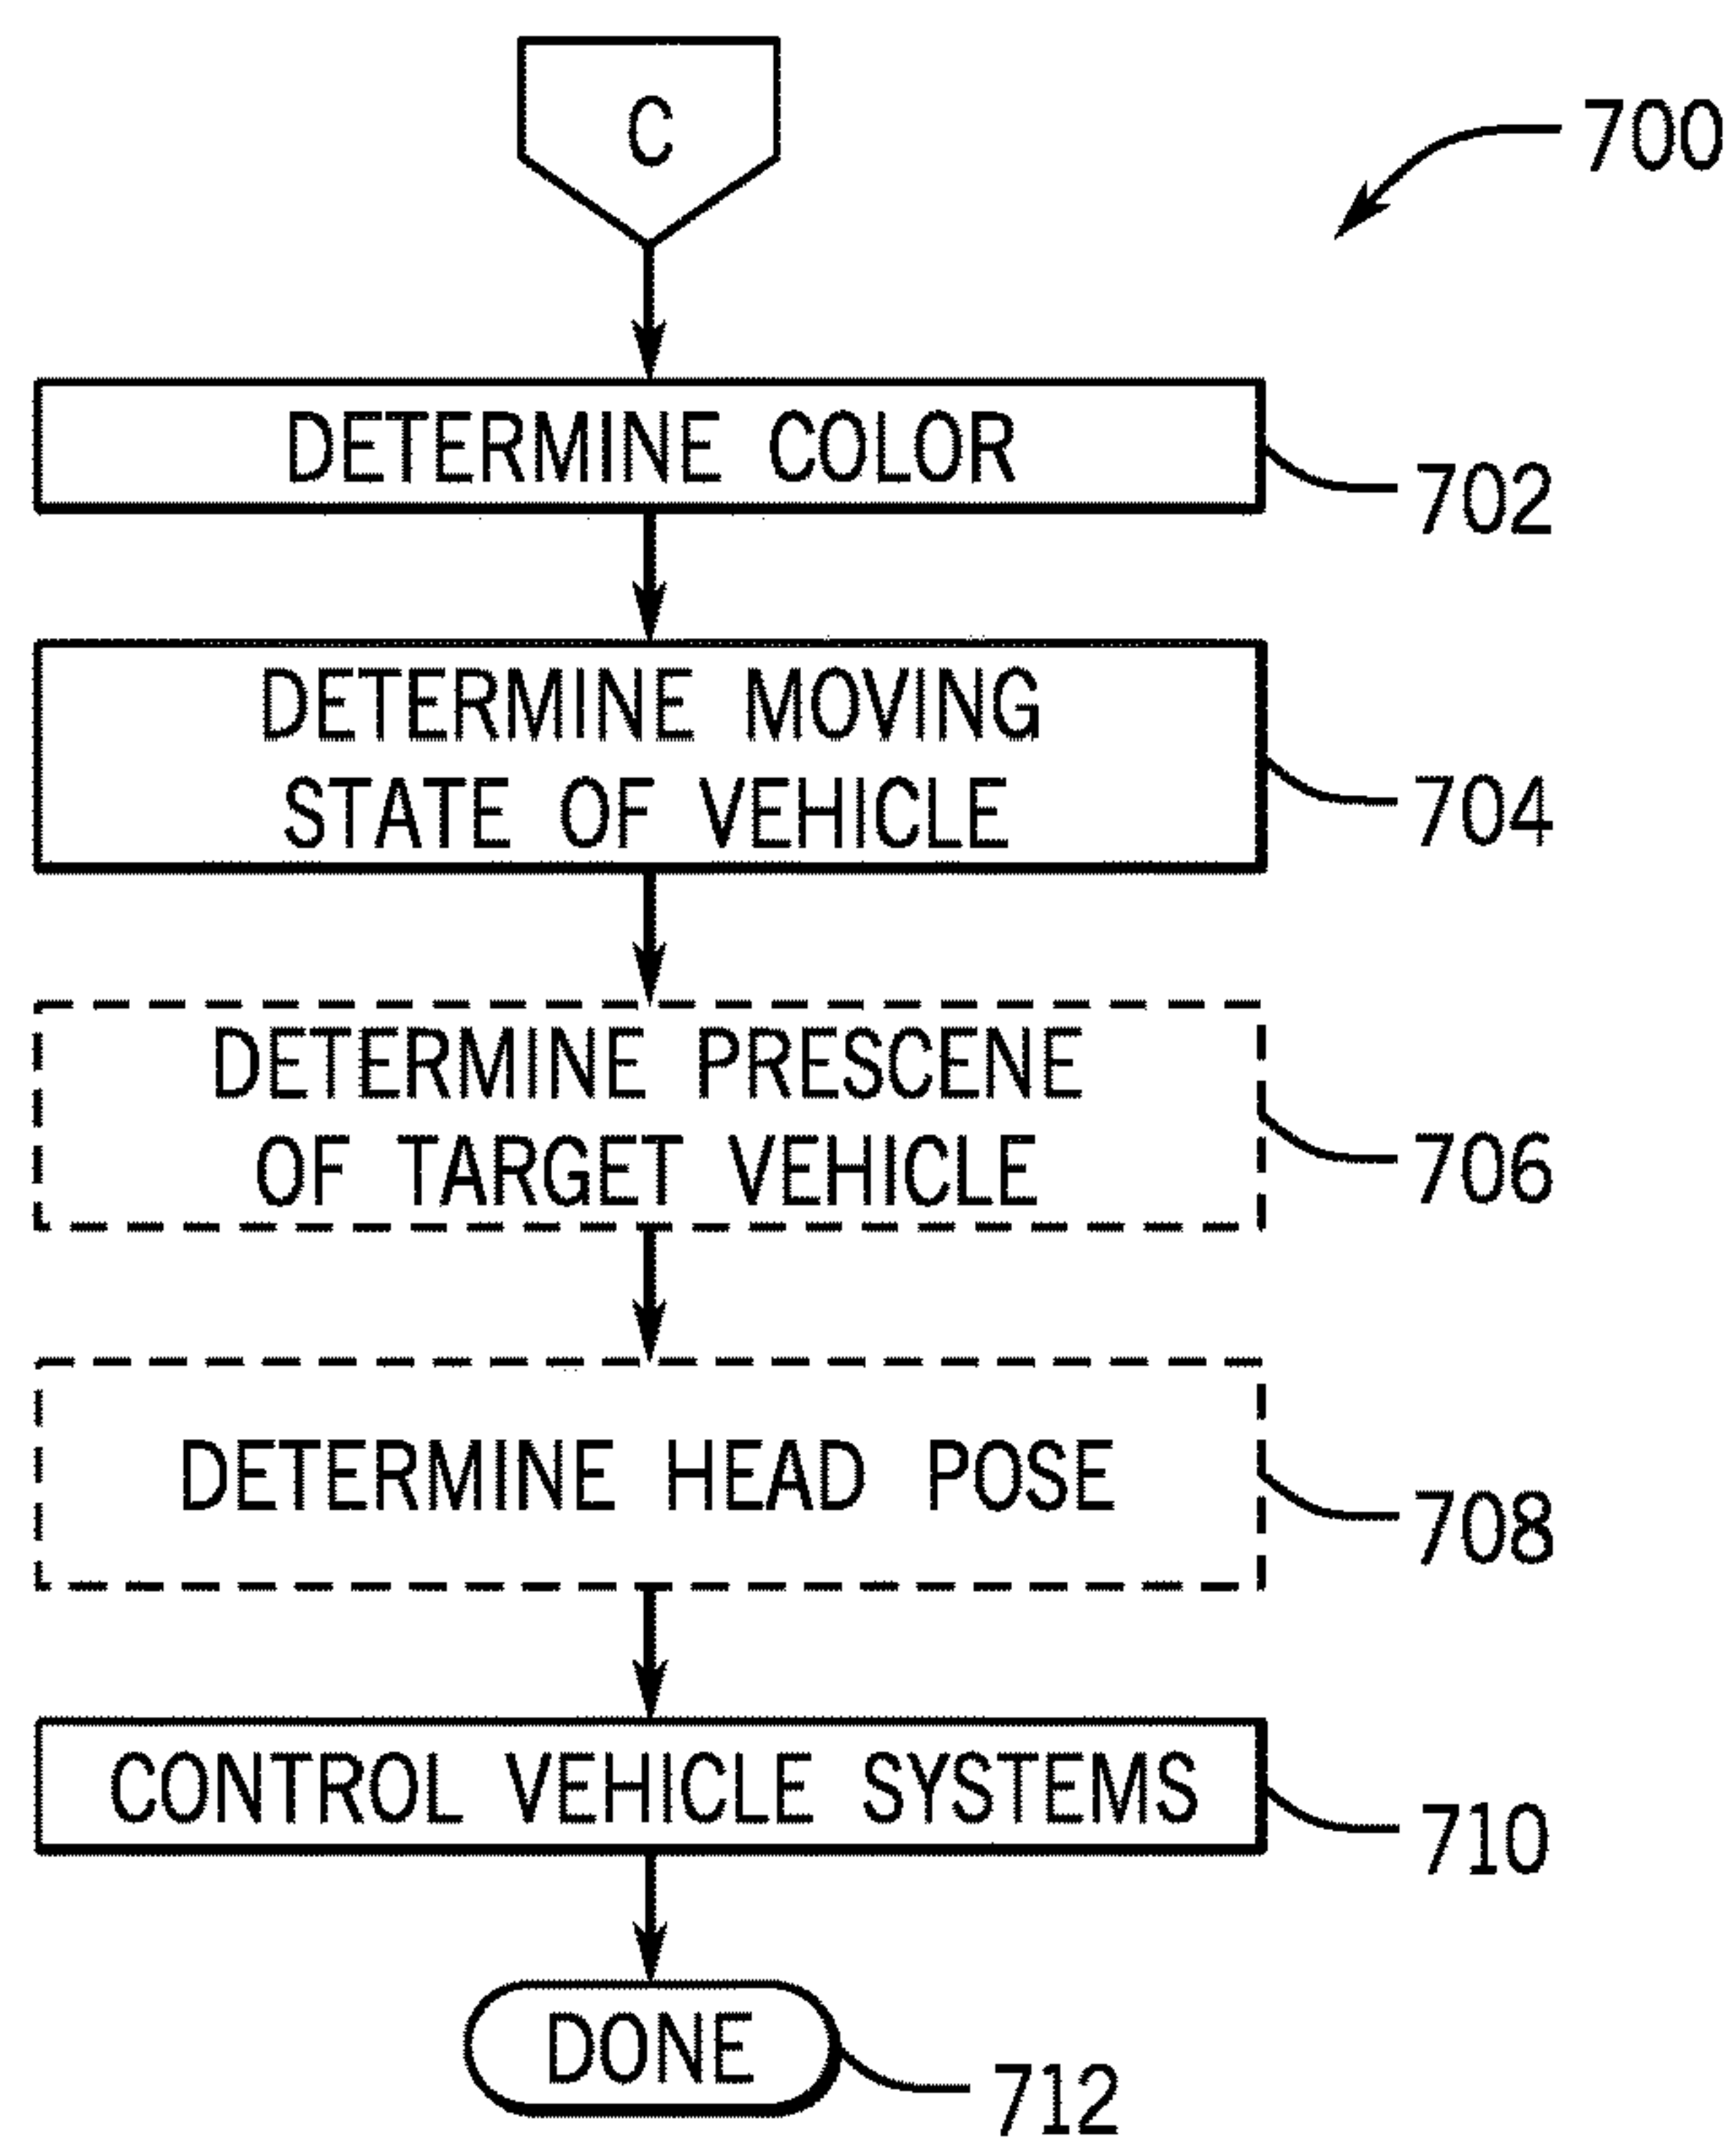 C
700
DETERMINE COLOR
702
DETERMINE MOVING
STATE OF VEHICLE
704
DETERMINE PRESCENE
OF TARGET VEHICLE
706
DETERMINE HEAD POSE
708
CONTROL VEHICLE SYSTEMS
710
DONE
712